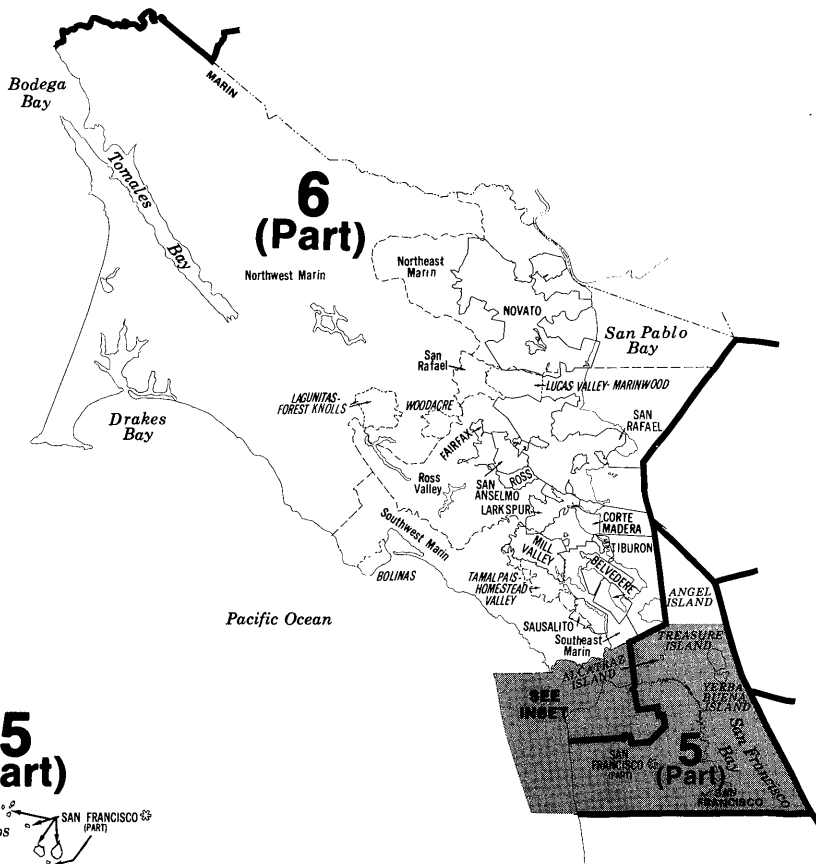 Bodega
Bay
MARIN
Tomales
Bay
6
(Part)
Northwest Marin
Northeast
Marin
NOVATO
San Pablo
Bay
San
Rafael
LUCAS VALLEY- MARINWOOD
LAGUNITAS-
FOREST KNOLLS
WOODACRE
SAN
RAFAEL
Drakes
Bay
FAIRFAX
Ross
Valley
SAN
ANSELMO
ROSS
LARKSPUR
CORTE
MADERA
Southwest Marin
MILL
VALLEY
TIBURON
BELVEDERE
BOLINAS
TAMALPAIS-
HOMESTEAD
VALLEY
ANGEL
ISLAND
Pacific Ocean
SAUSALITO
Southeast
Marin
TREASURE
ISLAND
ALCATRAZ
ISLAND
SEE
INSET
YERBA
BUENA
ISLAND
San Francisco
Bay
SAN
FRANCISCO
(PART)
5
(Part)
SAN
FRANCISCO
5
art)
SAN FRANCISCO
(PART)
os